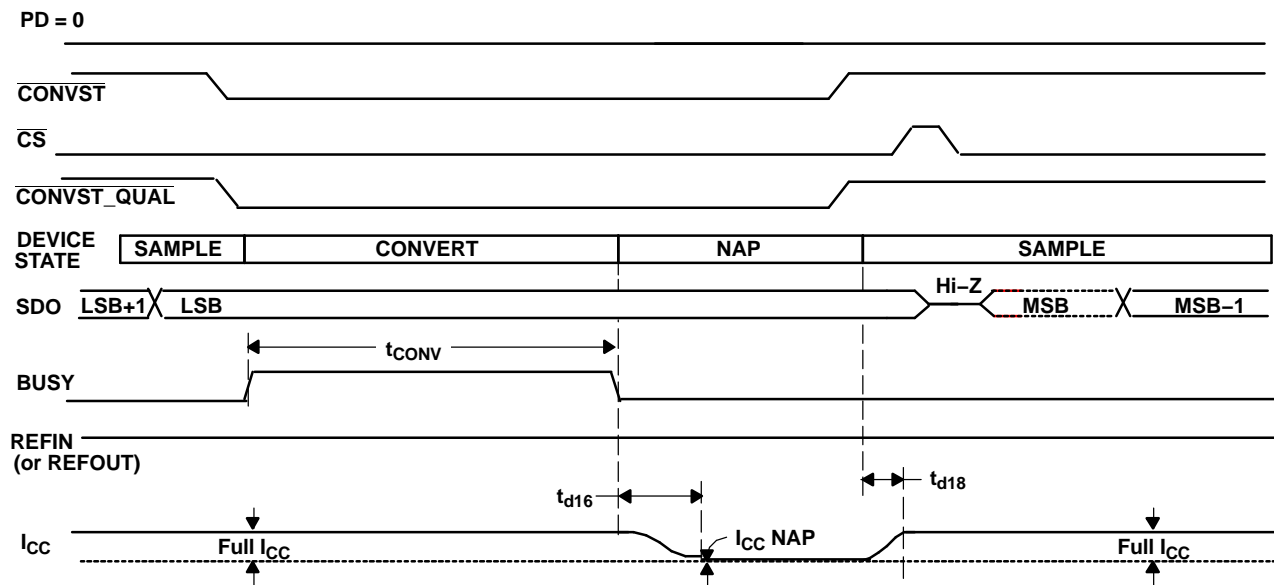 PD = 0
CONVST
CS
CONVST_QUAL
DEVICE STATE
SAMPLE
CONVERT
NAP
SAMPLE
SDO
LSB+1
LSB
Hi–Z
MSB
MSB–1
tCONV
BUSY
REFIN
(or REFOUT)
td16
td18
ICC
Full ICC
ICC NAP
Full ICC